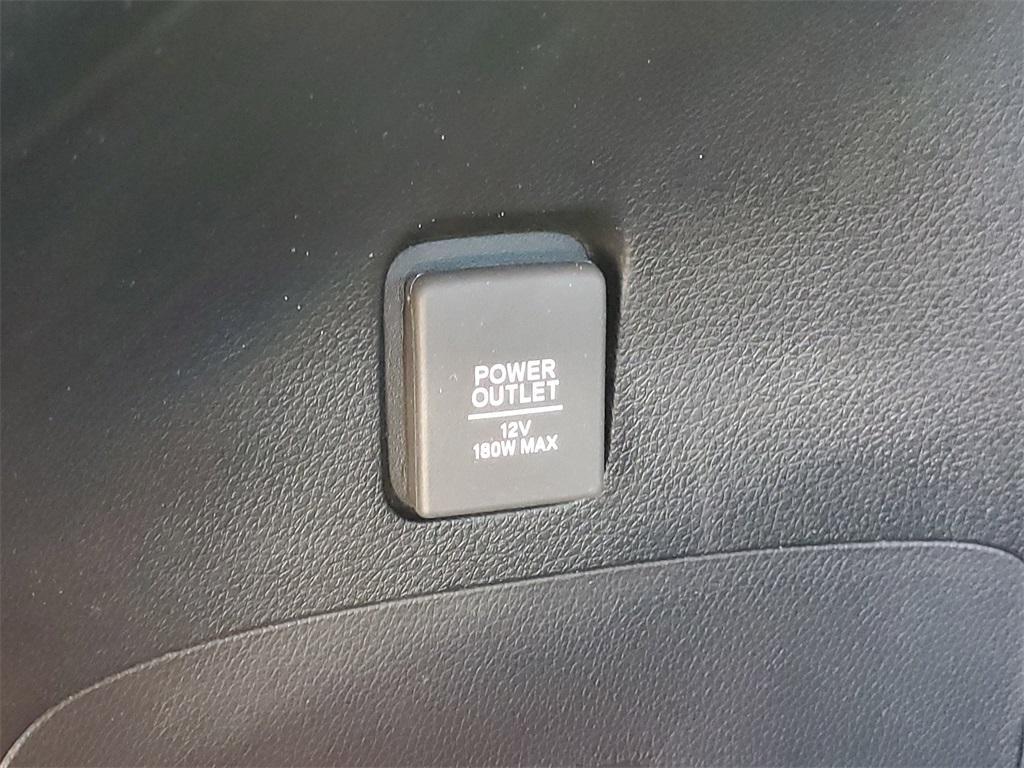 POWER
OUTLET
12V
180W MAX